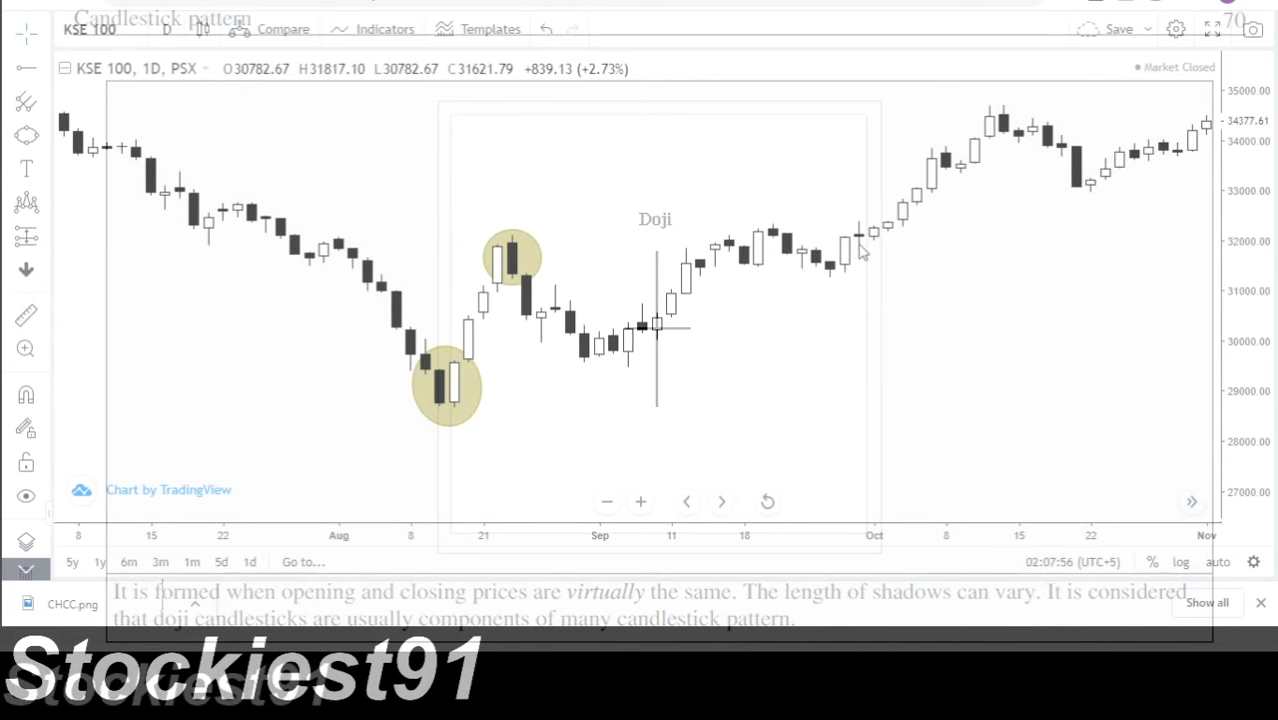 Candlestick pattern
70
KSE 100
D
Compare
Indicators
Templates
Save
KSE 100, 1D, PSX
O30782.67 H31817.10 L30782.67 C31621.79 +839.13 (+2.73%)
Market Closed
35000.00
34377.61
34000.00
33000.00
32000.00
31000.00
30000.00
29000.00
28000.00
27000.00
Doji
Chart by TradingView
8 15 22 Aug 8 21 Sep 11 18 Oct 8 15 22 Nov
5y 1y 6m 3m 1m 5d 1d Go to...
02:07:56 (UTC+5) % log auto
It is formed when opening and closing prices are virtually the same. The length of shadows can vary. It is considered
that doji candlesticks are usually components of many candlestick pattern.
CHCC.png
Show all
Stockiest91
Stockiest91